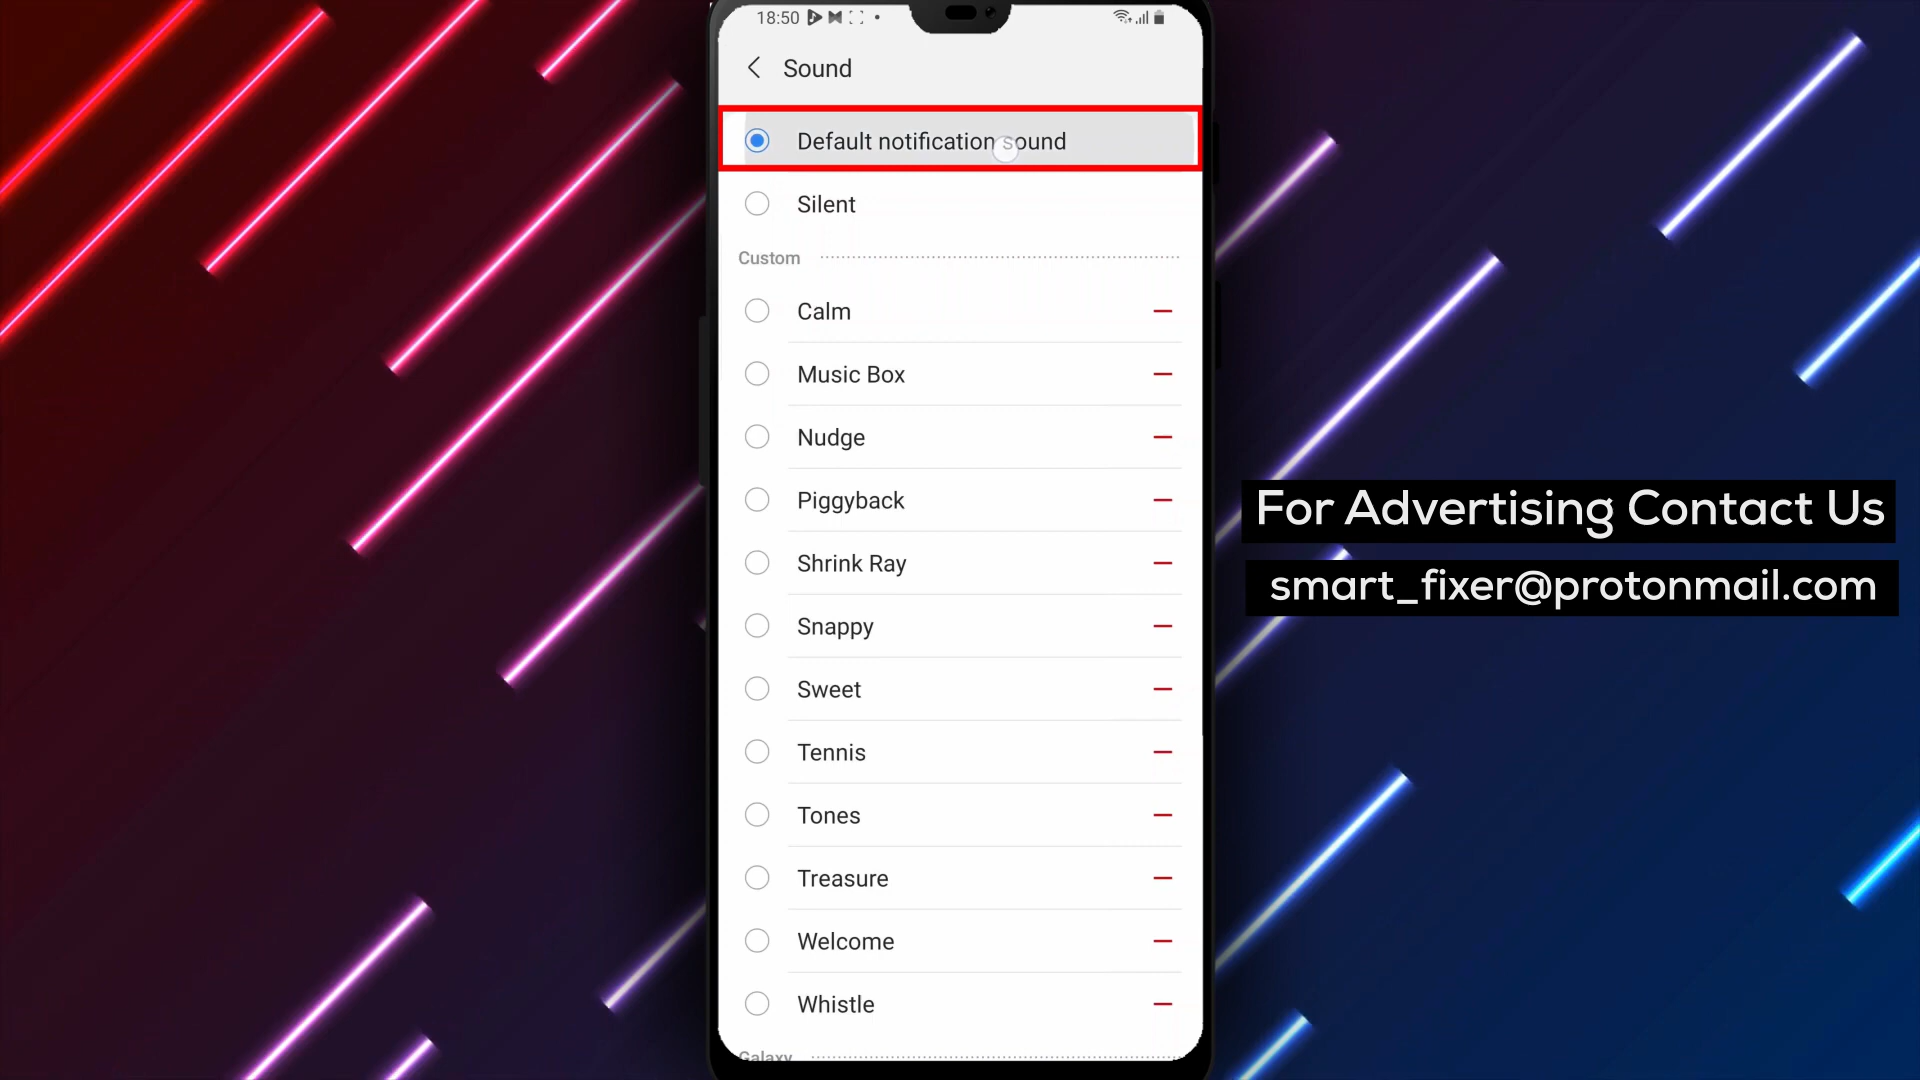 18:50
Sound
Default notification sound
Silent
Custom
Calm
Music Box
Nudge
Piggyback
Shrink Ray
Snappy
Sweet
Tennis
Tones
Treasure
Welcome
Whistle
Galaxy
For Advertising Contact Us
smart_fixer@protonmail.com